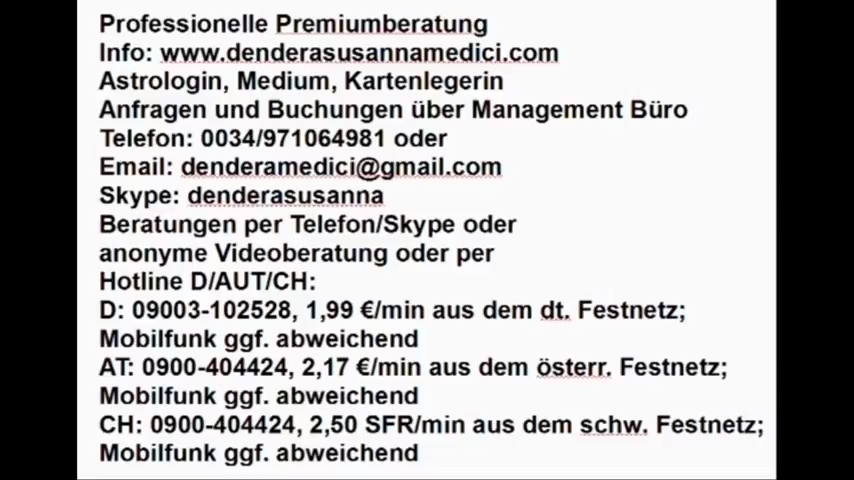 Professionelle Premiumberatung
Info: www.denderasusannamedici.com
Astrologin, Medium, Kartenlegerin
Anfragen und Buchungen über Management Büro
Telefon: 0034/971064981 oder
Email: denderamedici@gmail.com
Skype: denderasusanna
Beratungen per Telefon/Skype oder
anonyme Videoberatung oder per
Hotline D/AUT/CH:
D: 09003-102528, 1,99 €/min aus dem dt. Festnetz;
Mobilfunk ggf. abweichend
AT: 0900-404424, 2,17 €/min aus dem österr. Festnetz;
Mobilfunk ggf. abweichend
CH: 0900-404424, 2,50 SFR/min aus dem schw. Festnetz;
Mobilfunk ggf. abweichend